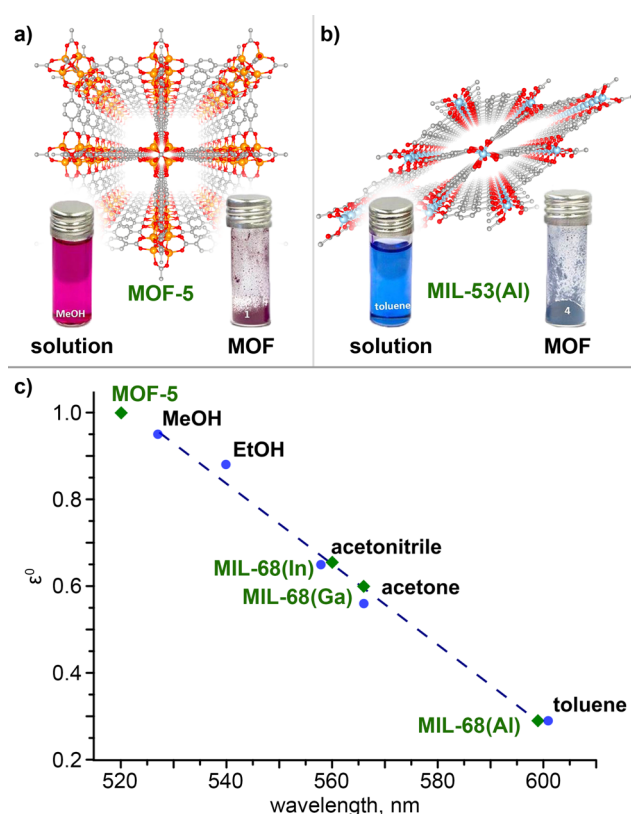 a)
b)
MOF-5
MIL-53(Al)
MeOH
1
toluene
4
solution
MOF
solution
MOF
c)
MOF-5
MeOH
EtOH
acetonitrile
MIL-68(In)
acetone
MIL-68(Ga)
toluene
MIL-68(Al)
1.0
0.8
0.6
0.4
0.2
ε⁰
520
540
560
580
600
wavelength, nm